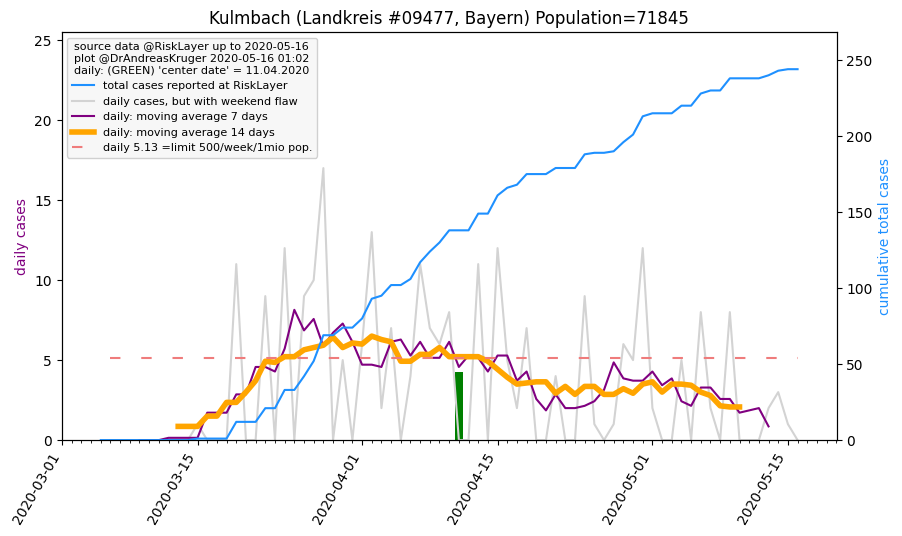 Kulmbach (Landkreis #09477, Bayern) Population=71845
source data @RiskLayer up to 2020-05-16
plot @DrAndreasKruger 2020-05-16 01:02
daily: (GREEN) 'center date' = 11.04.2020
total cases reported at RiskLayer
daily cases, but with weekend flaw
daily: moving average 7 days
daily: moving average 14 days
daily 5.13 =limit 500/week/1mio pop.
daily cases
25
20
15
10
5
0
cumulative total cases
250
200
150
100
50
0
2020-03-01
2020-03-15
2020-04-01
2020-04-15
2020-05-01
2020-05-15